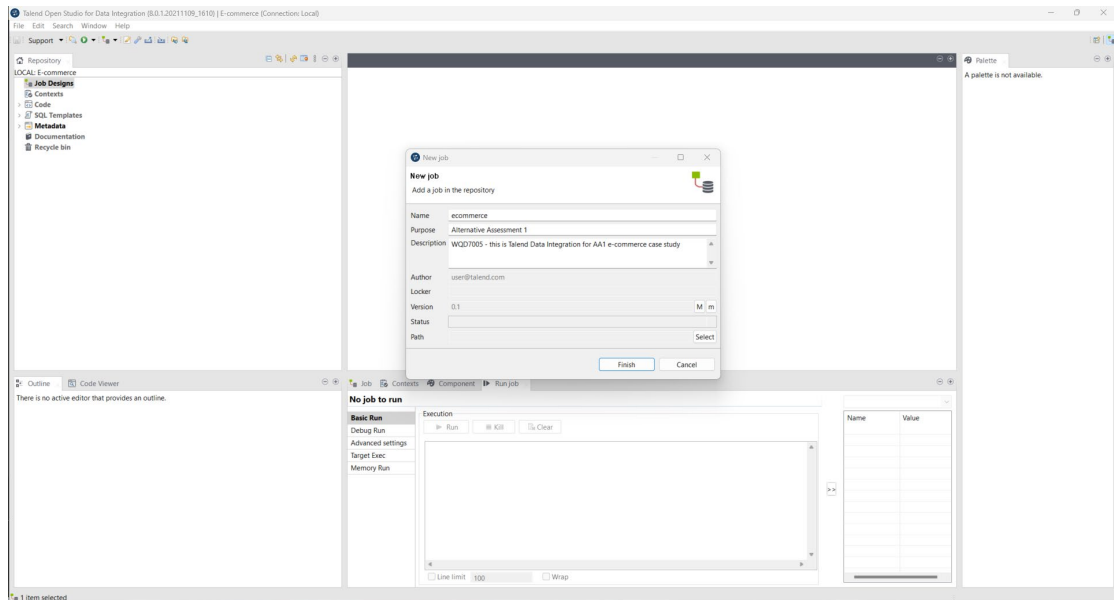 Talend Open Studio for Data Integration (8.0.1.20211109_1610) | E-commerce (Connection: Local)
File Edit Search Window Help
Support
Repository
LOCAL: E-commerce
Job Designs
Contexts
Code
SQL Templates
Metadata
Documentation
Recycle bin
Palette
A palette is not available.
New job
New job
Add a job in the repository
Name ecommerce
Purpose Alternative Assessment 1
Description WQD7005 - this is Talend Data Integration for AA1 e-commerce case study
Author user@talend.com
Locker
Version 0.1 M m
Status
Path Select
Finish Cancel
Outline Code Viewer
There is no active editor that provides an outline.
Job Contexts Component Run job
No job to run
Basic Run
Debug Run
Advanced settings
Target Exec
Memory Run
Execution
Run Kill Clear
Line limit 100 Wrap
>>
Name Value
1 item selected